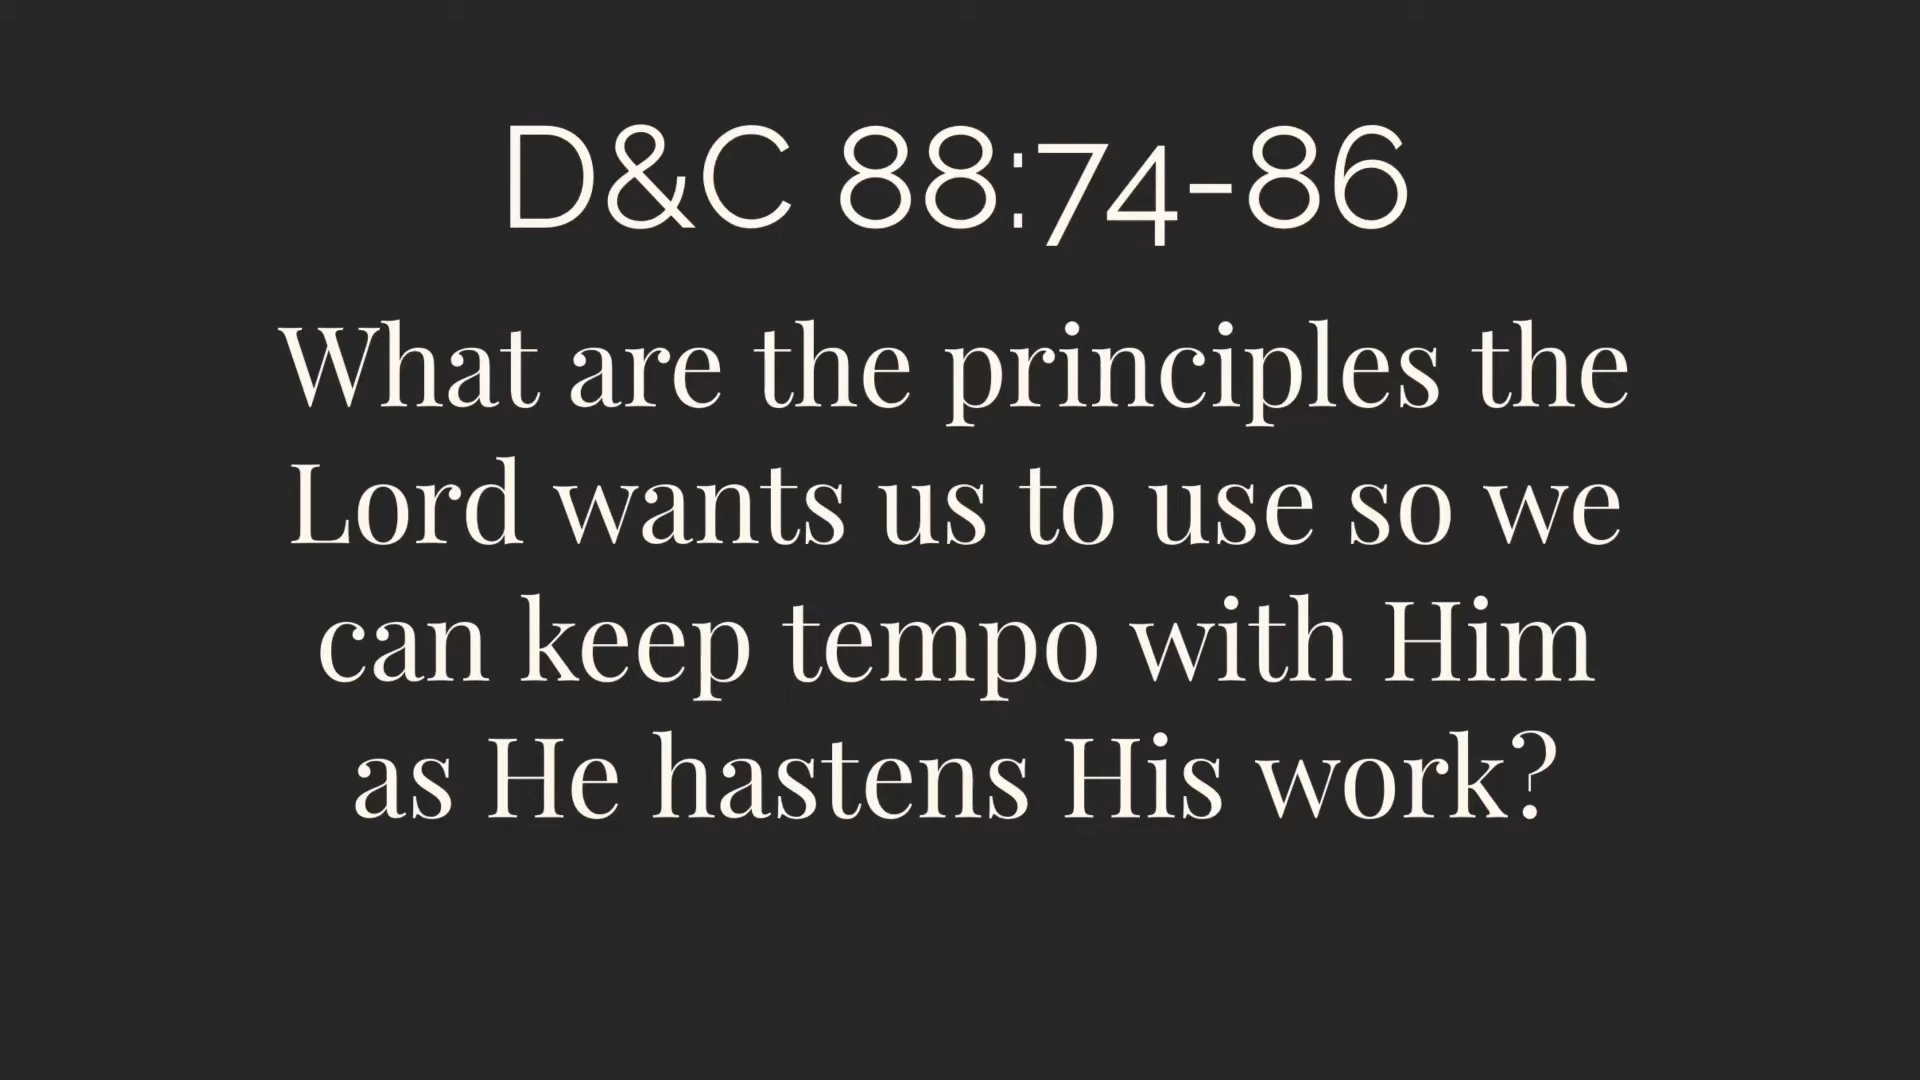 D&C 88:74-86
What are the principles the
Lord wants us to use so we
can keep tempo with Him
as He hastens His work?